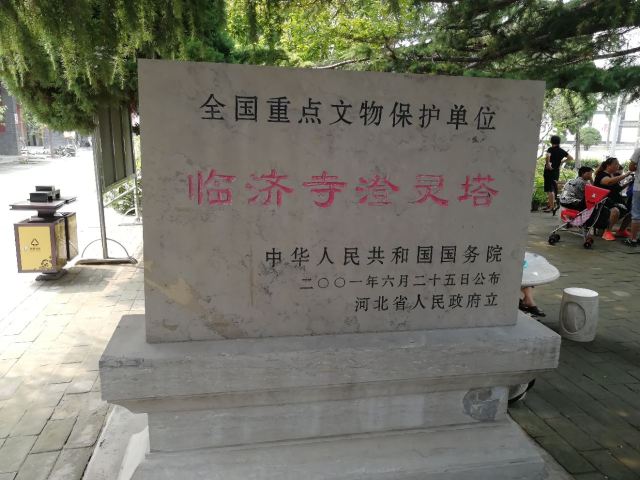 全国重点文物保护单位
临济寺澄灵塔
中华人民共和国国务院
二〇〇一年六月二十五日公布
河北省人民政府立